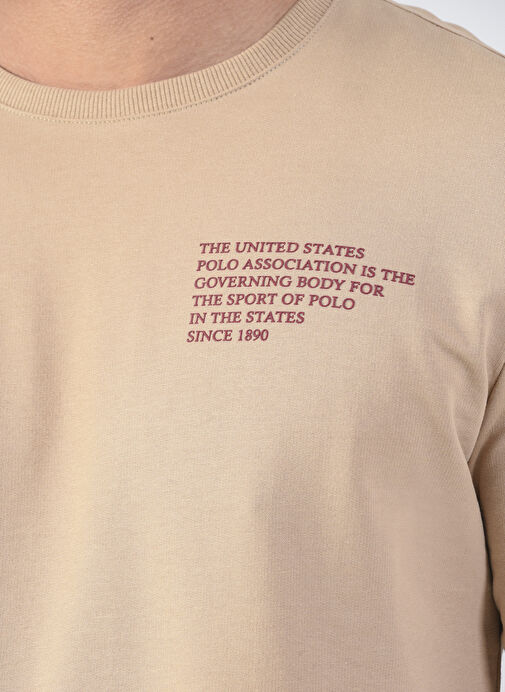 THE UNITED STATES
POLO ASSOCIATION IS THE
GOVERNING BODY FOR
THE SPORT OF POLO
IN THE STATES
SINCE 1890